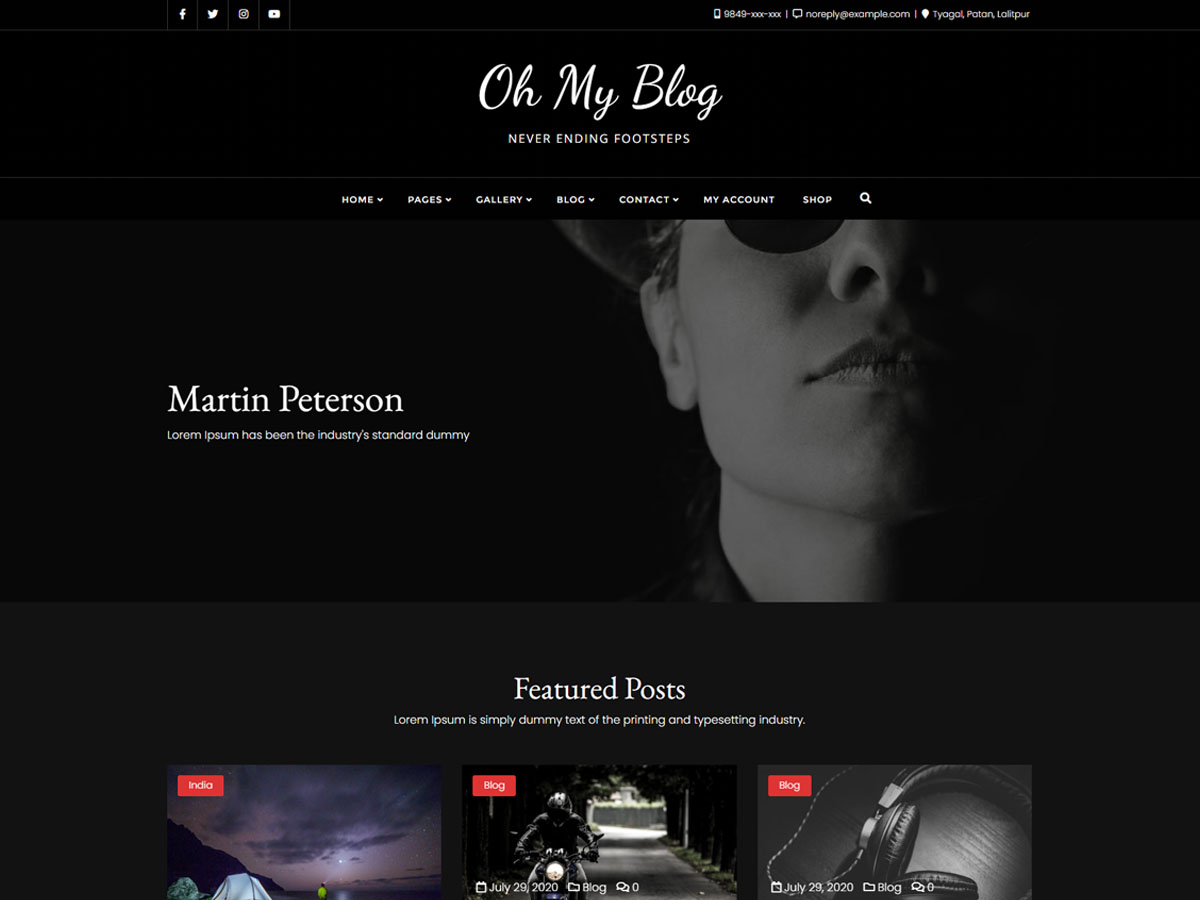 9849-xxx-xxx | noreply@example.com | Tyagal, Patan, Lalitpur
Oh My Blog
NEVER ENDING FOOTSTEPS
HOME PAGES GALLERY BLOG CONTACT MY ACCOUNT SHOP
Martin Peterson
Lorem Ipsum has been the industry's standard dummy
Featured Posts
Lorem Ipsum is simply dummy text of the printing and typesetting industry.
India Blog Blog
July 29, 2020 Blog 0 July 29, 2020 Blog 0